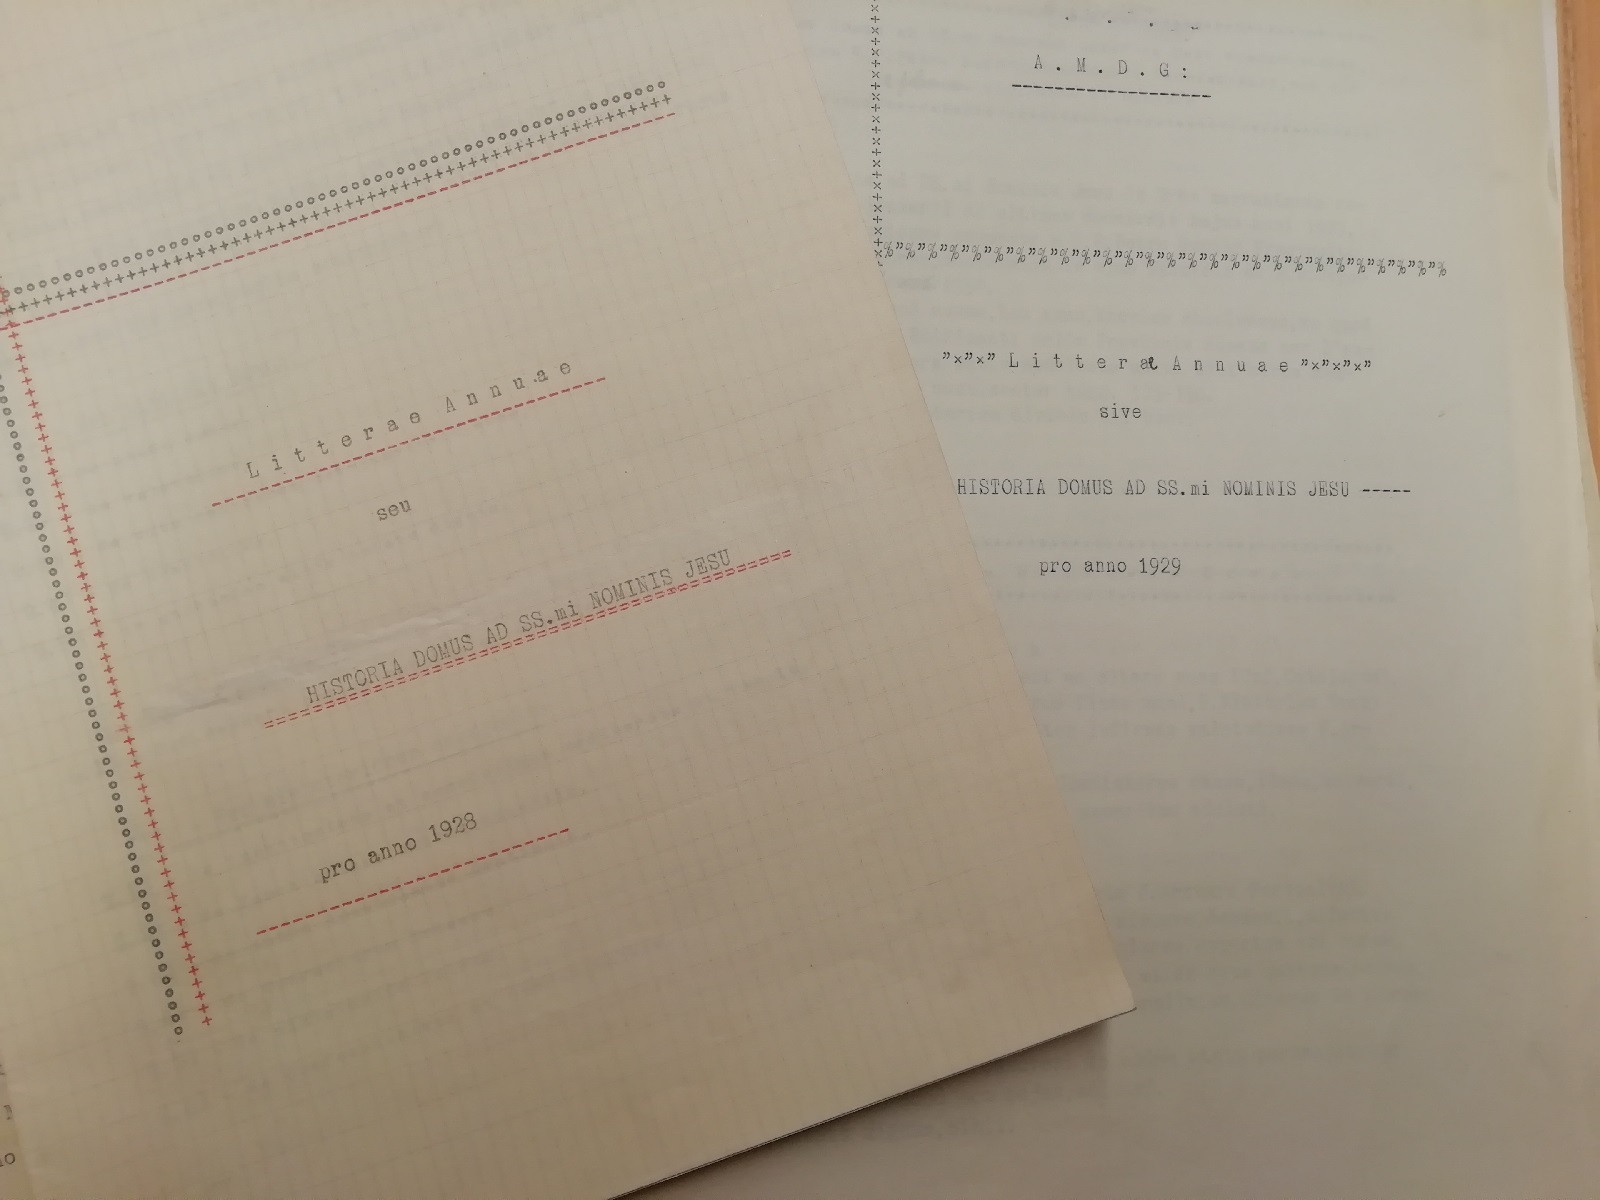 Litterae Annuae
seu
HISTORIA DOMUS AD SS.mi NOMINIS JESU
pro anno 1928
A.M.D.G:
"x"x" Litterae Annuae "x"x"x"
sive
HISTORIA DOMUS AD SS.mi NOMINIS JESU -----
pro anno 1929